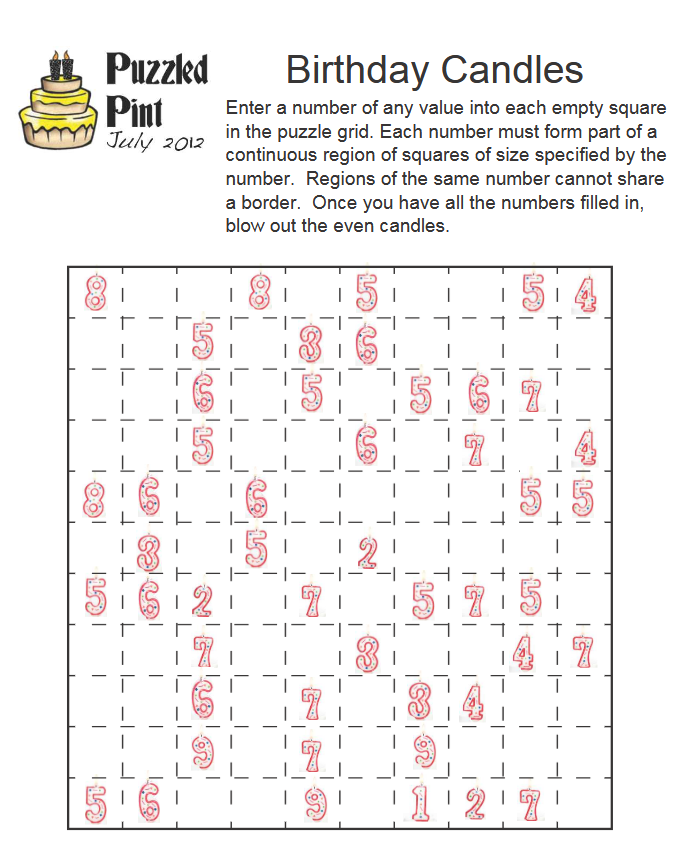 Puzzled
Pint
July 2012
Birthday Candles
Enter a number of any value into each empty square
in the puzzle grid. Each number must form part of a
continuous region of squares of size specified by the
number.  Regions of the same number cannot share
a border.  Once you have all the numbers filled in,
blow out the even candles.
8 8 5 5 4
5 3 6
6 5 5 6 7
5 6 7 4
8 6 6 5 5
3 5 2
5 6 2 7 5 7 5
7 3 4 7
6 7 3 4
9 7 9
5 6 9 1 2 7